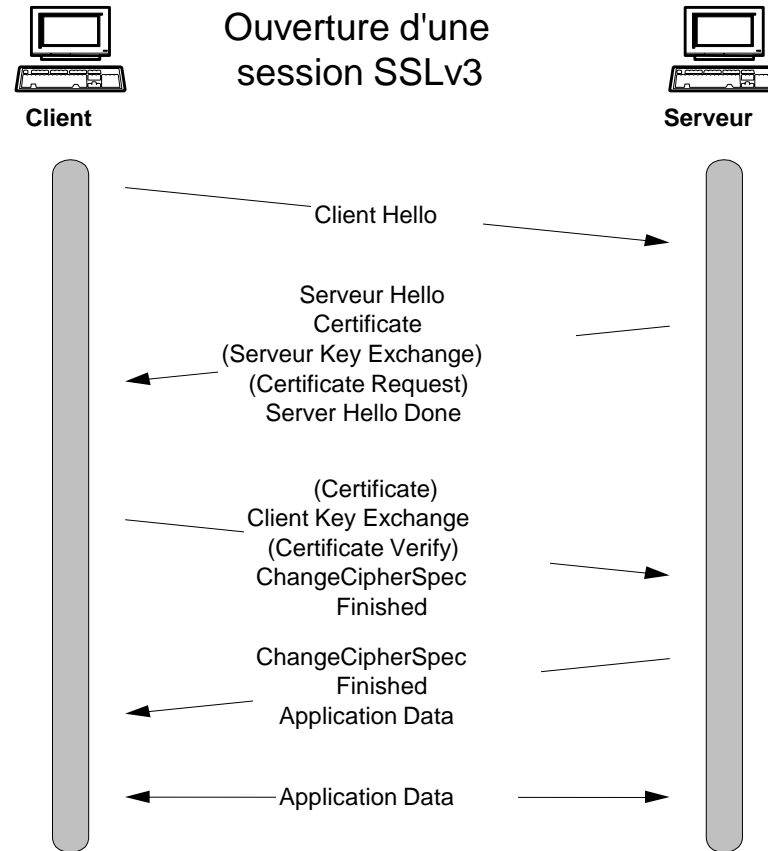 Ouverture d'une
session SSLv3
Client
Serveur
Client Hello
Serveur Hello
Certificate
(Serveur Key Exchange)
(Certificate Request)
Server Hello Done
(Certificate)
Client Key Exchange
(Certificate Verify)
ChangeCipherSpec
Finished
ChangeCipherSpec
Finished
Application Data
Application Data